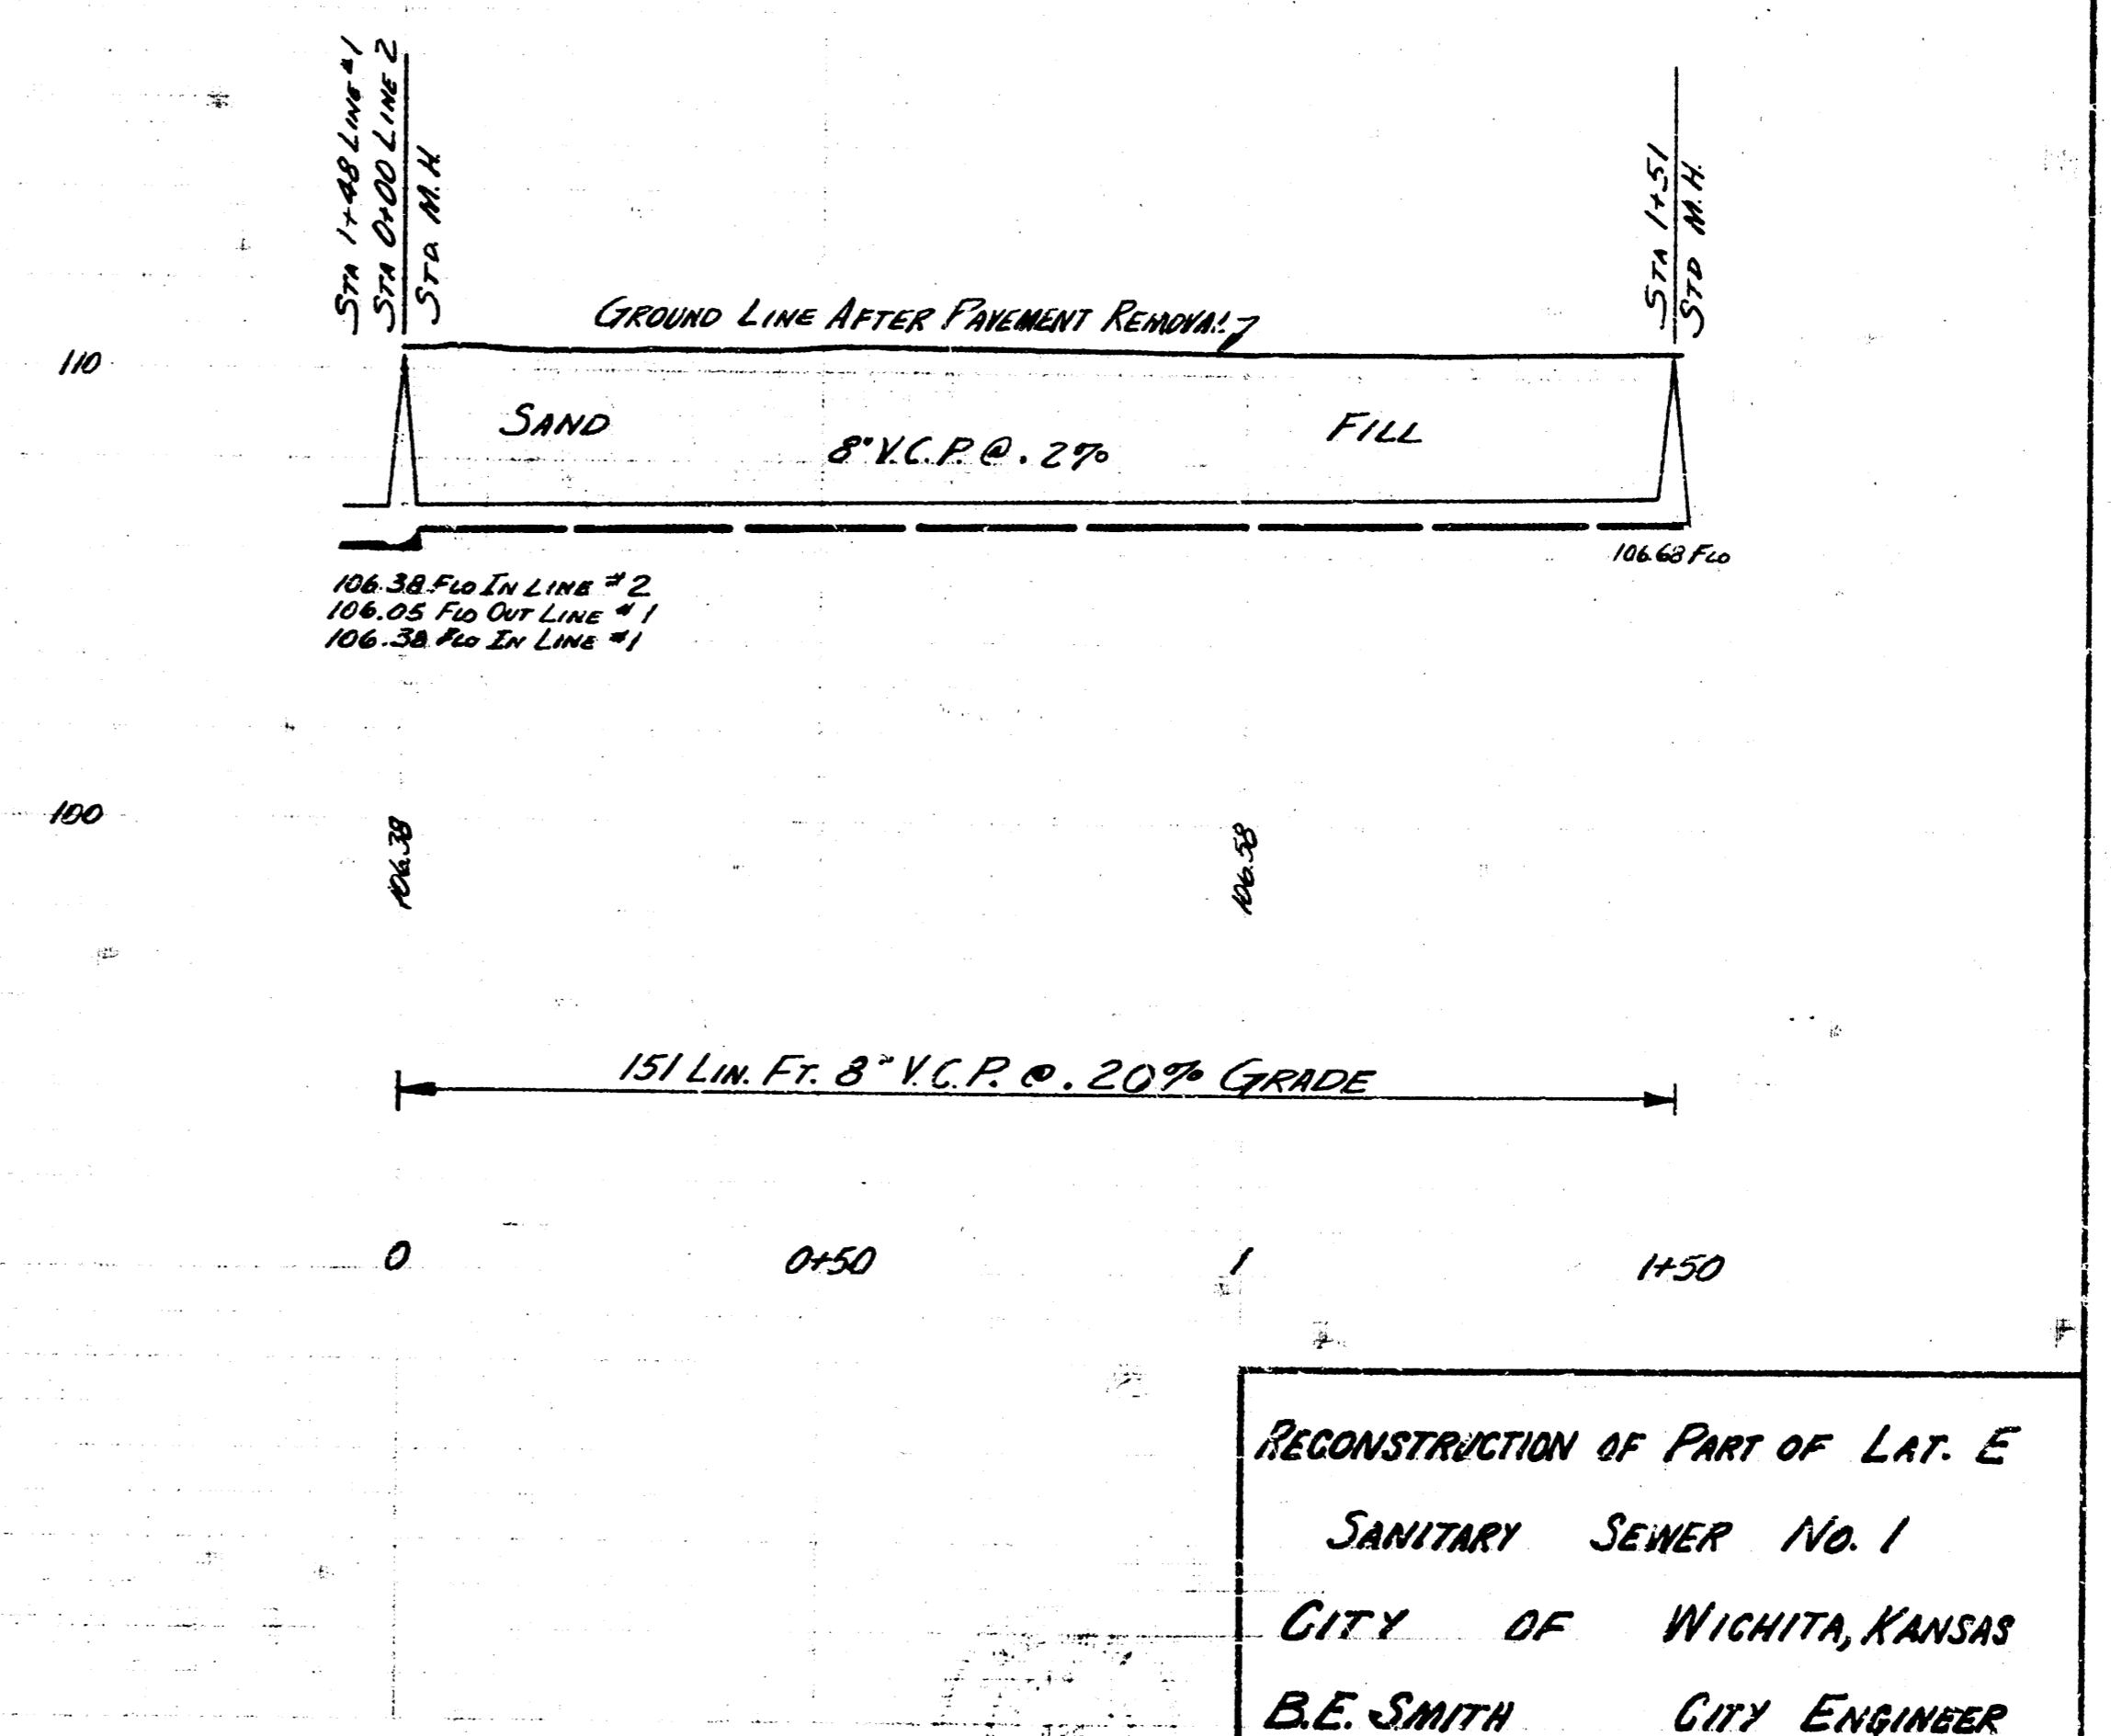 STA 1+48 LINE #1
STA 0+00 LINE 2
STD. M.H.
STA 1+51
STD M.H.
GROUND LINE AFTER PAVEMENT REMOVAL
110
SAND
8" V.C.P. @ .2%
FILL
106.68 FLO
106.38 FLO IN LINE #2
106.05 FLO OUT LINE #1
106.38 FLO IN LINE #1
100
106.38
106.58
151 LIN. FT. 8" V.C.P. @ .20% GRADE
0
0+50
1
1+50
RECONSTRUCTION OF PART OF LAT. E
SANITARY SEWER NO. 1
CITY OF WICHITA, KANSAS
B.E. SMITH CITY ENGINEER